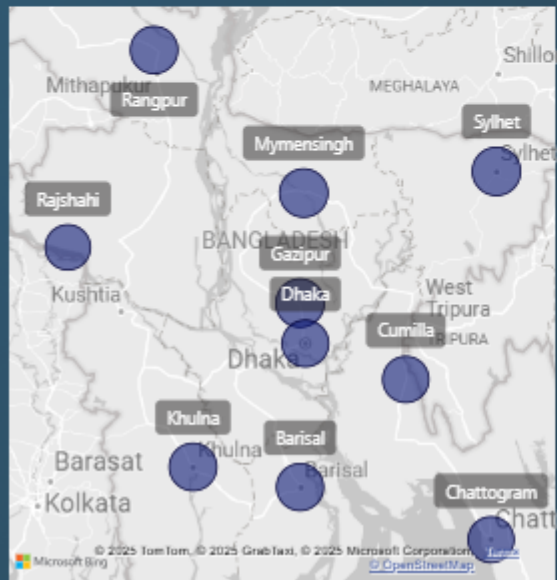 Shillo
Mithapukur
MEGHALAYA
Rangpur
Sylhet
Mymensingh
Sylhet
Rajshahi
BANGLADESH
Gazipur
Kushtia
Dhaka
West
Tripura
Cumilla
TRIPURA
Dhaka
Khulna
Barisal
Khulna
Barasat
Barisal
Kolkata
Chattogram
Chatt
© 2025 TomTom, © 2025 GrabTaxi, © 2025 Microsoft Corporation, Terms
Microsoft Bing
© OpenStreetMap